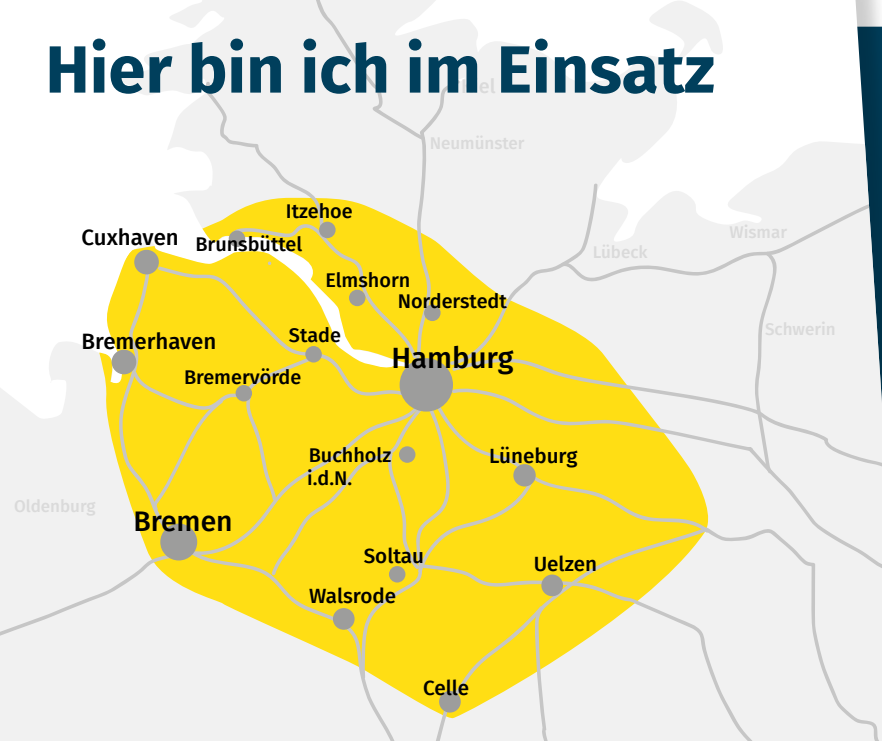 Hier bin ich im Einsatz
Neumünster
Itzehoe
Cuxhaven
Brunsbüttel
Wismar
Lübeck
Elmshorn
Norderstedt
Schwerin
Bremerhaven
Stade
Hamburg
Bremervörde
Buchholz
i.d.N.
Lüneburg
Oldenburg
Bremen
Soltau
Uelzen
Walsrode
Celle